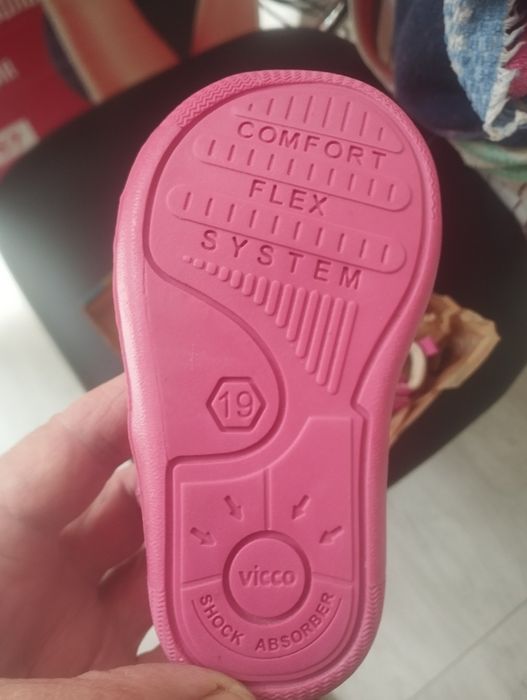 COMFORT
FLEX
SYSTEM
19
vicco
SHOCK ABSORBER